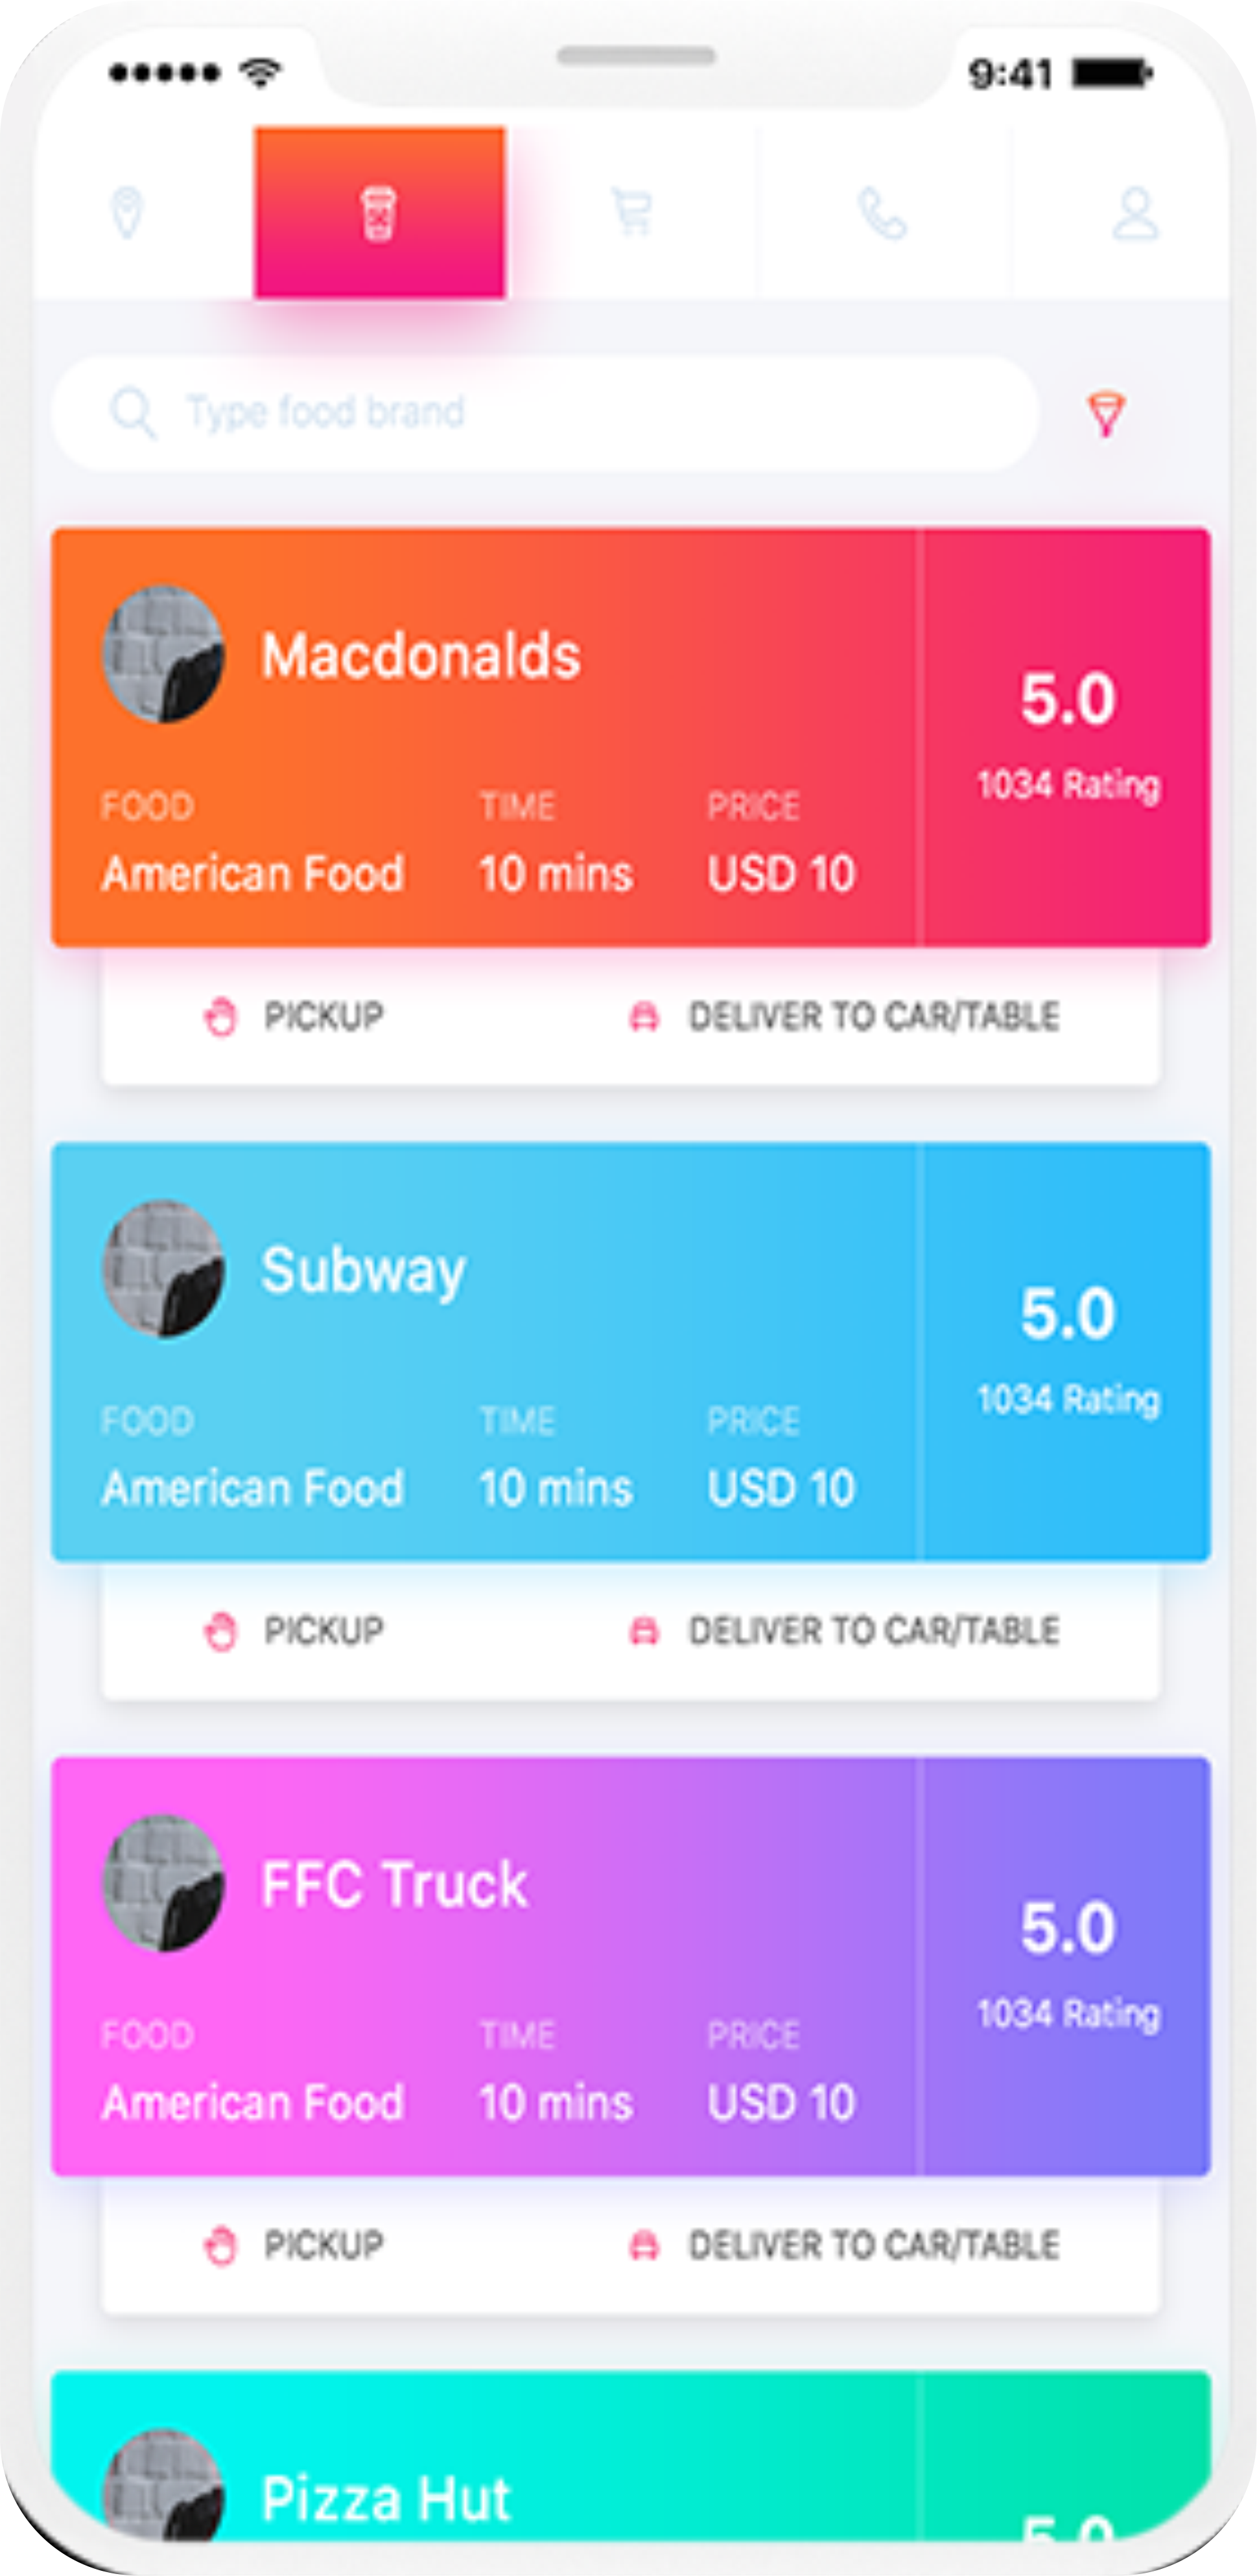 9:41
Type food brand
Macdonalds
5.0
1034 Rating
FOOD TIME PRICE
American Food 10 mins USD 10
PICKUP DELIVER TO CAR/TABLE
Subway
5.0
1034 Rating
FOOD TIME PRICE
American Food 10 mins USD 10
PICKUP DELIVER TO CAR/TABLE
FFC Truck
5.0
1034 Rating
FOOD TIME PRICE
American Food 10 mins USD 10
PICKUP DELIVER TO CAR/TABLE
Pizza Hut
5.0